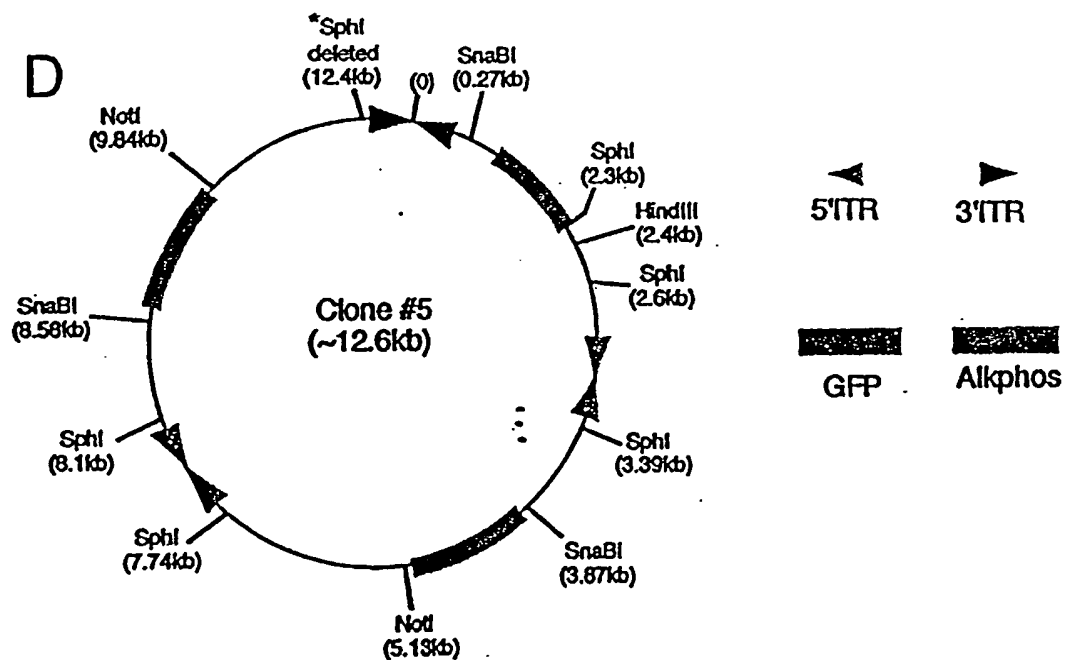 D
*SphI
deleted
(12.4kb)
(0)
SnaBI
(0.27kb)
NotI
(9.84kb)
SphI
(2.3kb)
HindIII
(2.4kb)
SphI
(2.6kb)
5'ITR
3'ITR
SnaBI
(8.58kb)
Clone #5
(~12.6kb)
GFP
Alkphos
SphI
(8.1kb)
SphI
(3.39kb)
SphI
(7.74kb)
SnaBI
(3.87kb)
NotI
(5.13kb)